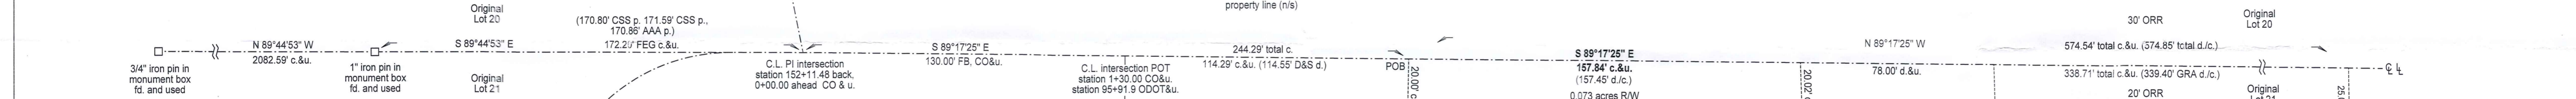 Original
Lot 20
(170.80' CSS p. 171.59' CSS p.,
170.86' AAA p.)
172.26' FEG c.&u.
property line (n/s)
30' ORR
Original
Lot 20
N 89°44'53" W
2082.59' c.&u.
S 89°44'53" E
3/4" iron pin in
monument box
fd. and used
1" iron pin in
monument box
fd. and used
Original
Lot 21
C.L. PI intersection
station 152+11.48 back,
0+00.00 ahead CO & u.
S 89°17'25" E
130.00' FB, CO&u.
C.L. intersection POT
station 1+30.00 CO&u.
station 95+91.9 ODOT&u.
244.29' total c.
114.29' c.&u. (114.55' D&S d.)
POB
20.00' c
S 89°17'25" E
157.84' c.&u.
(157.45' d./c.)
0.073 acres R/W
20.02' c
N 89°17'25" W
78.00' d.&u.
574.54' total c.&u. (574.85' total d./c.)
338.71' total c.&u. (339.40' GRA d./c.)
20' ORR
Original
Lot 21
℄